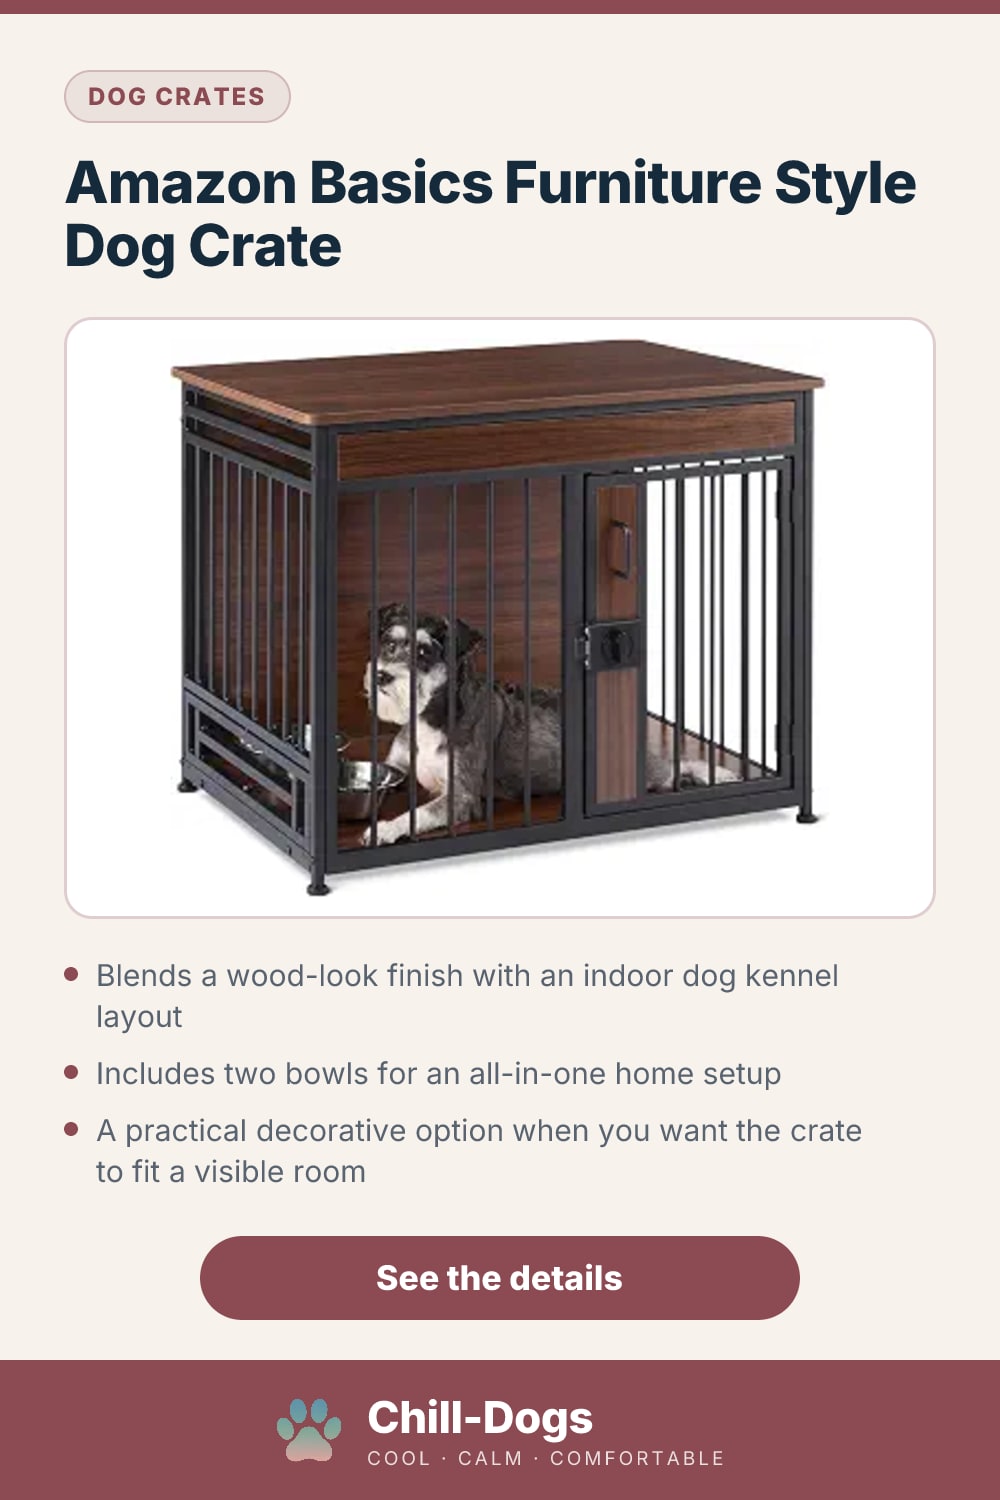 DOG CRATES
Amazon Basics Furniture Style
Dog Crate
Blends a wood-look finish with an indoor dog kennel
layout
Includes two bowls for an all-in-one home setup
A practical decorative option when you want the crate
to fit a visible room
See the details
Chill-Dogs
COOL · CALM · COMFORTABLE